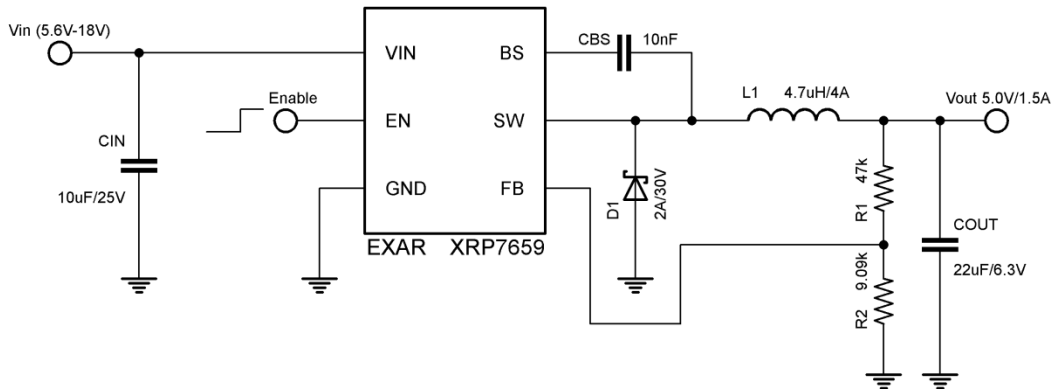 Vin (5.6V-18V)
CIN
10uF/25V
Enable
VIN
EN
GND
BS
SW
FB
EXAR XRP7659
CBS 10nF
D1
2A/30V
L1 4.7uH/4A
Vout 5.0V/1.5A
47k
R1
9.09k
R2
COUT
22uF/6.3V